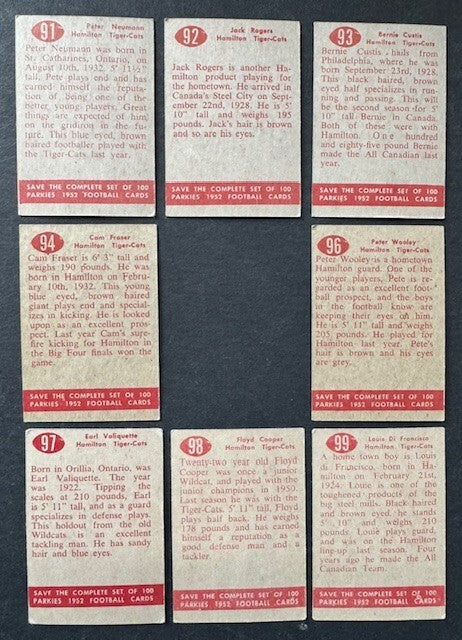 91
Peter Neumann
Hamilton Tiger-Cats
Peter Neumann was born in
St. Catharines, Ontario, on
August 10th, 1932. 5' 11½"
tall, Pete plays end and has
earned himself the reputa-
tion of being one of the
better young players. Great
things are expected of him
on the gridiron in the fu-
ture. This blue eyed, brown
haired footballer played with
the Tiger-Cats last year.
SAVE THE COMPLETE SET OF 100
PARKIES 1952 FOOTBALL CARDS
92
Jack Rogers
Hamilton Tiger-Cats
Jack Rogers is another Ha-
milton product playing for
the hometown. He arrived in
Canada's Steel City on Sep-
tember 22nd, 1928. He is 5'
10" tall and weighs 195
pounds. Jack's hair is brown
and so are his eyes.
SAVE THE COMPLETE SET OF 100
PARKIES 1952 FOOTBALL CARDS
93
Bernie Custis
Hamilton Tiger-Cats
Bernie Custis hails from
Philadelphia, where he was
born September 23rd, 1928.
This black haired, brown
eyed half specializes in run-
ning and passing. This will
be the second season for 5'
10" Bernie in Canada. Both
of these were with
Hamilton. One hundred
and eighty-five pound Bernie
made the All Canadian last
year.
SAVE THE COMPLETE SET OF 100
PARKIES 1952 FOOTBALL CARDS
94
Cam Fraser
Hamilton Tiger-Cats
Cam Fraser is 6' 3" tall and
weighs 190 pounds. He was
born in Hamilton on Febru-
ary 10th, 1932. This young
blue eyed, brown haired
giant plays end and special-
izes in kicking. He is looked
upon as an excellent pros-
pect. Last year Cam's sure-
fire kicking for Hamilton in
the Big Four finals won the
game.
SAVE THE COMPLETE SET OF 100
PARKIES 1952 FOOTBALL CARDS
96
Peter Wooley
Hamilton Tiger-Cats
Peter Wooley is a hometown
Hamilton guard. One of the
younger players, Pete is re-
garded as an excellent foot-
ball prospect, and the boys
in the football know are
keeping their eyes on him.
He is 5' 11" tall and weighs
205 pounds. He played for
Hamilton last year. Pete's
hair is brown and his eyes
are grey.
SAVE THE COMPLETE SET OF 100
PARKIES 1952 FOOTBALL CARDS
97
Earl Valiquette
Hamilton Tiger-Cats
Born in Orillia, Ontario, was
Earl Valiquette. The year
was 1922. Tipping the
scales at 210 pounds, Earl is
5' 11" tall, and as a guard
specializes in defense plays.
This holdout from the old
Wildcats is an excellent
tackling man. He has sandy
hair and blue eyes.
SAVE THE COMPLETE SET OF 100
PARKIES 1952 FOOTBALL CARDS
98
Floyd Cooper
Hamilton Tiger-Cats
Twenty-two year old Floyd
Cooper was once a junior
Wildcat, and played with the
junior champions in 1950.
Last season he was with the
Tiger-Cats. 5' 11" tall, Floyd
plays half back. He weighs
178 pounds and has earned
himself a reputation as a
good defense man and a
tackler.
SAVE THE COMPLETE SET OF 100
PARKIES 1952 FOOTBALL CARDS
99
Louis Di Francisco
Hamilton Tiger-Cats
A home town boy is Louis
di Francisco, born in Ha-
milton on February 21st,
1924. Louie is one of the
toughened products of the
big steel mills. Black haired
and brown eyed, he stands
5' 10" and weighs 210
pounds. Louie plays guard,
and was on the Hamilton
line-up last season. Four
years ago he made the All
Canadian Team.
SAVE THE COMPLETE SET OF 100
PARKIES 1952 FOOTBALL CARDS